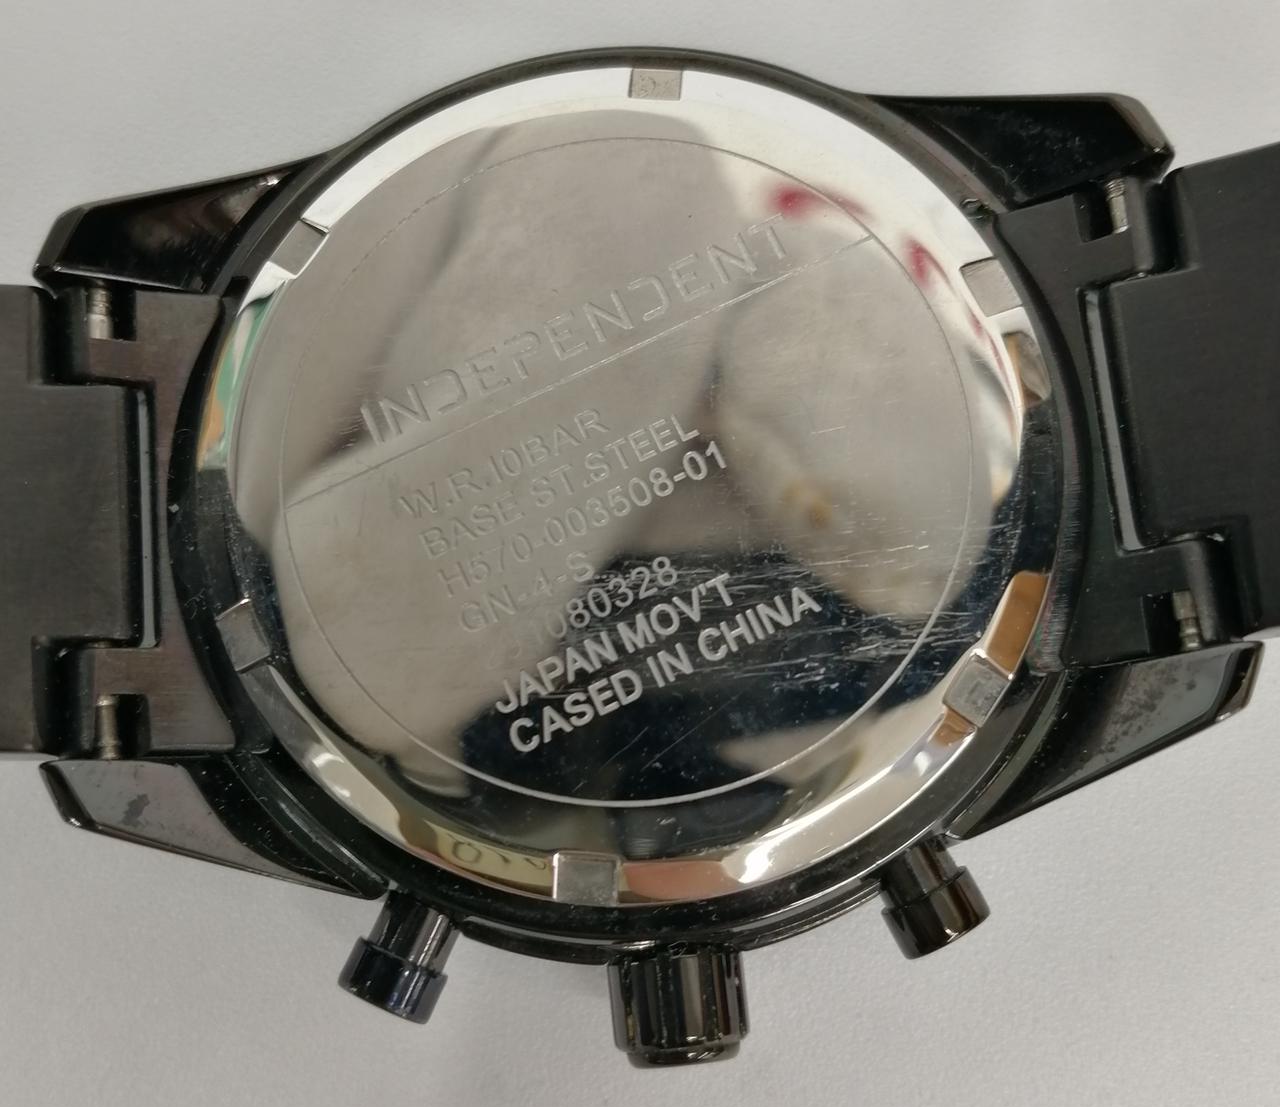 INDEPENDENT
W.R.10BAR
BASE ST.STEEL
H570-003508-01
GN-4-S
JAPAN MOV'T
CASED IN CHINA